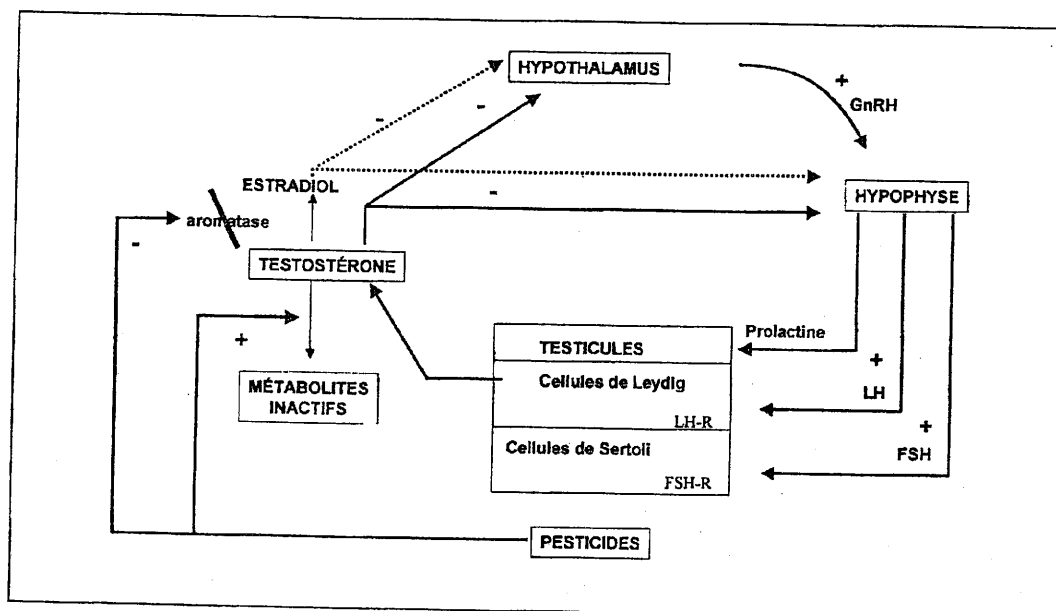 HYPOTHALAMUS
+
GnRH
-
-
ESTRADIOL
-
HYPOPHYSE
aromatase
-
TESTOSTÉRONE
+
Prolactine
TESTICULES
+
MÉTABOLITES
INACTIFS
Cellules de Leydig
LH
LH-R
+
Cellules de Sertoli
FSH
FSH-R
PESTICIDES